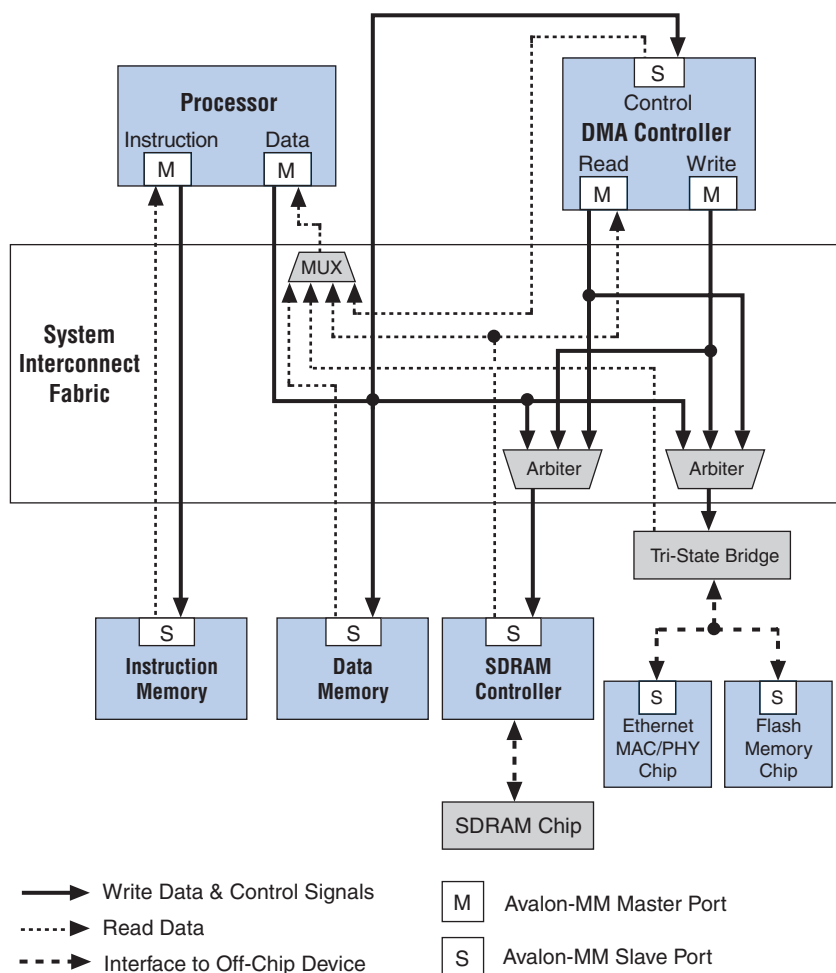 S
Control
DMA Controller
Read Write
M M
Processor
Instruction Data
M M
MUX
System
Interconnect
Fabric
Arbiter Arbiter
Tri-State Bridge
S
Instruction
Memory
S
Data
Memory
S
SDRAM
Controller
S
Ethernet
MAC/PHY
Chip
S
Flash
Memory
Chip
SDRAM Chip
Write Data & Control Signals
Read Data
Interface to Off-Chip Device
M Avalon-MM Master Port
S Avalon-MM Slave Port